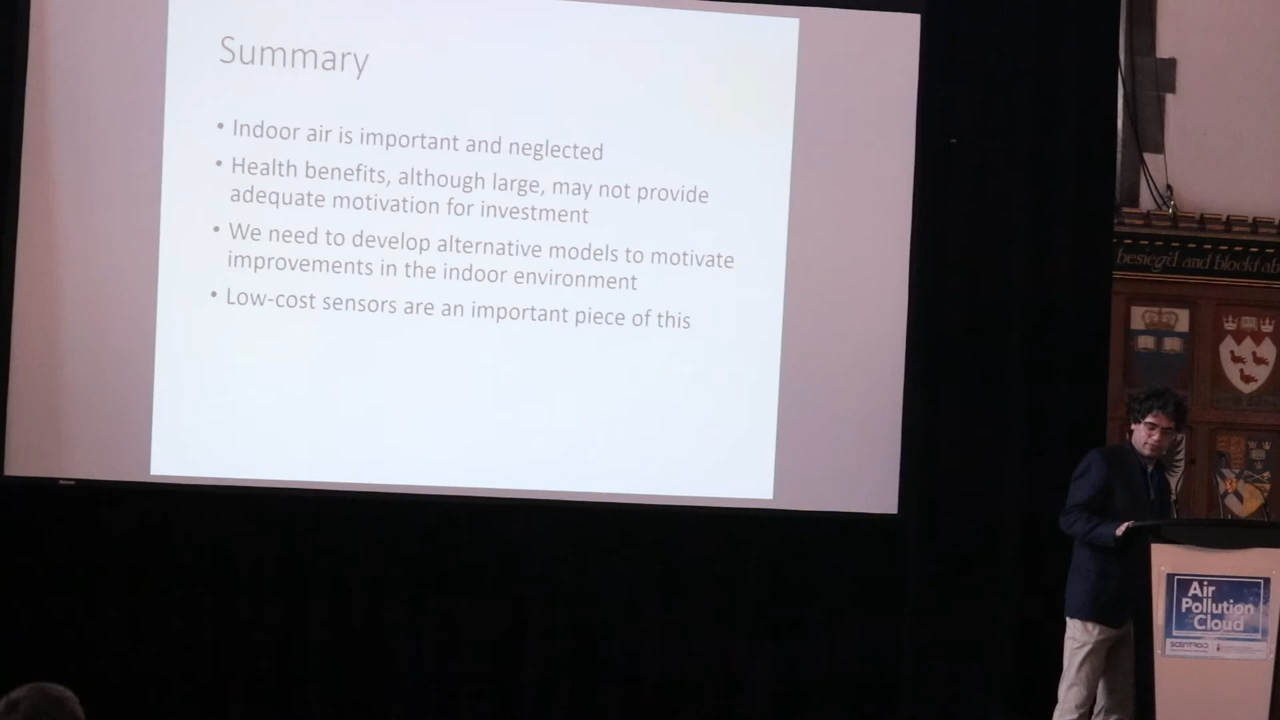 Summary
• Indoor air is important and neglected
• Health benefits, although large, may not provide
adequate motivation for investment
• We need to develop alternative models to motivate
improvements in the indoor environment
• Low-cost sensors are an important piece of this
besieg'd and
Air
Pollution
Cloud